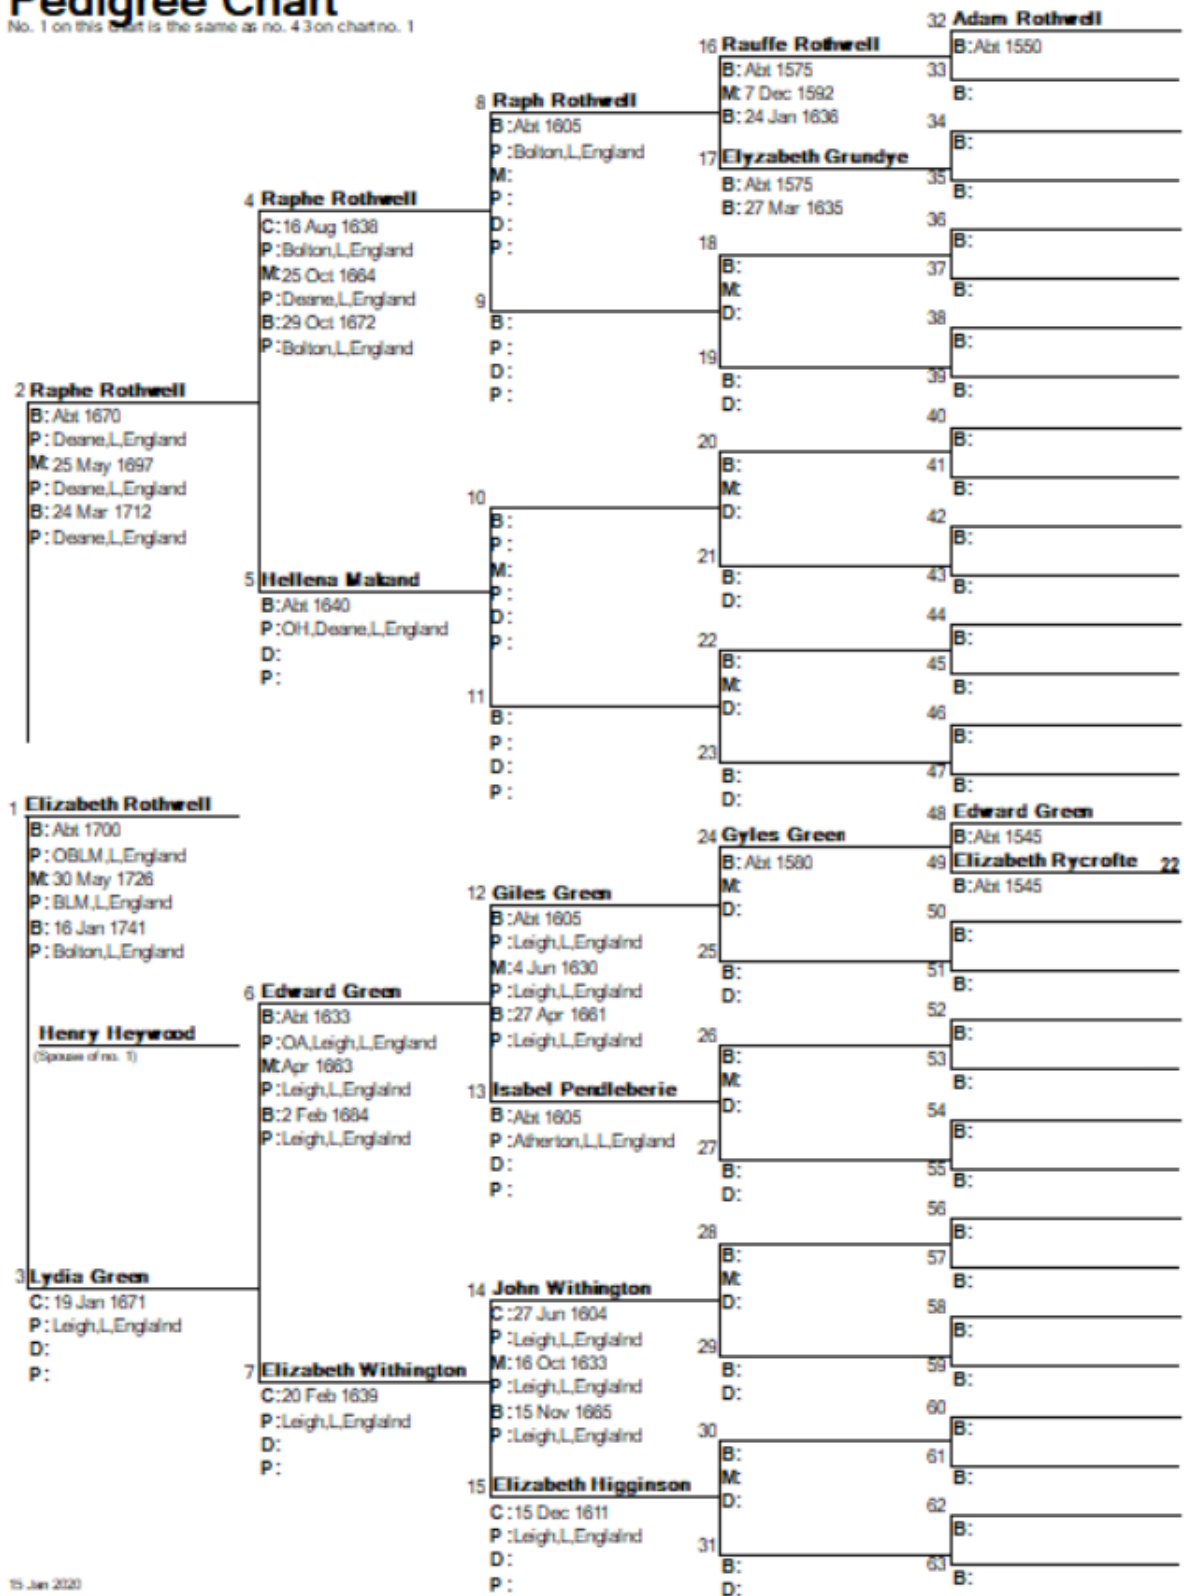 Pedigree Chart
No. 1 on this chart is the same as no. 43 on chart no. 1
2 Raphe Rothwell
B: Abt 1670
P: Deane,L,England
M: 25 May 1697
P: Deane,L,England
B: 24 Mar 1712
P: Deane,L,England
1 Elizabeth Rothwell
B: Abt 1700
P: OBLM,L,England
M: 30 May 1726
P: BLM,L,England
B: 16 Jan 1741
P: Bolton,L,England
Henry Heywood
(Spouse of no. 1)
3 Lydia Green
C: 19 Jan 1671
P: Leigh,L,Englalnd
D:
P:
15 Jan 2020
4 Raphe Rothwell
C: 16 Aug 1638
P: Bolton,L,England
M: 25 Oct 1664
P: Deane,L,England
B: 29 Oct 1672
P: Bolton,L,England
5 Hellena Makand
B: Abt 1640
P: OH,Deane,L,England
D:
P:
6 Edward Green
B: Abt 1633
P: OA,Leigh,L,England
M: Apr 1663
P: Leigh,L,Englalnd
B: 2 Feb 1684
P: Leigh,L,Englalnd
7 Elizabeth Withington
C: 20 Feb 1639
P: Leigh,L,Englalnd
D:
P:
8 Raph Rothwell
B: Abt 1605
P: Bolton,L,England
M:
P:
D:
P:
9
B:
P:
D:
P:
10
B:
P:
M:
P:
D:
P:
11
B:
P:
D:
P:
12 Giles Green
B: Abt 1605
P: Leigh,L,Englalnd
M: 4 Jun 1630
P: Leigh,L,Englalnd
B: 27 Apr 1661
P: Leigh,L,Englalnd
13 Isabel Pendleberie
B: Abt 1605
P: Atherton,L,L,England
D:
P:
14 John Withington
C: 27 Jun 1604
P: Leigh,L,Englalnd
M: 16 Oct 1633
P: Leigh,L,Englalnd
B: 15 Nov 1665
P: Leigh,L,Englalnd
15 Elizabeth Higginson
C: 15 Dec 1611
P: Leigh,L,Englalnd
D:
P:
16 Rauffe Rothwell
B: Abt 1575
M: 7 Dec 1592
B: 24 Jan 1636
17 Elyzabeth Grundye
B: Abt 1575
B: 27 Mar 1635
18
B:
M:
D:
19
B:
D:
20
B:
M:
D:
21
B:
D:
22
B:
M:
D:
23
B:
D:
24 Gyles Green
B: Abt 1580
M:
D:
25
B:
D:
26
B:
M:
D:
27
B:
D:
28
B:
M:
D:
29
B:
D:
30
B:
M:
D:
31
B:
D:
32 Adam Rothwell
B: Abt 1550
33
B:
34
B:
35
B:
36
B:
37
B:
38
B:
39
B:
40
B:
41
B:
42
B:
43
B:
44
B:
45
B:
46
B:
47
B:
48 Edward Green
B: Abt 1545
49 Elizabeth Rycrofte 22
B: Abt 1545
50
B:
51
B:
52
B:
53
B:
54
B:
55
B:
56
B:
57
B:
58
B:
59
B:
60
B:
61
B:
62
B:
63
B: